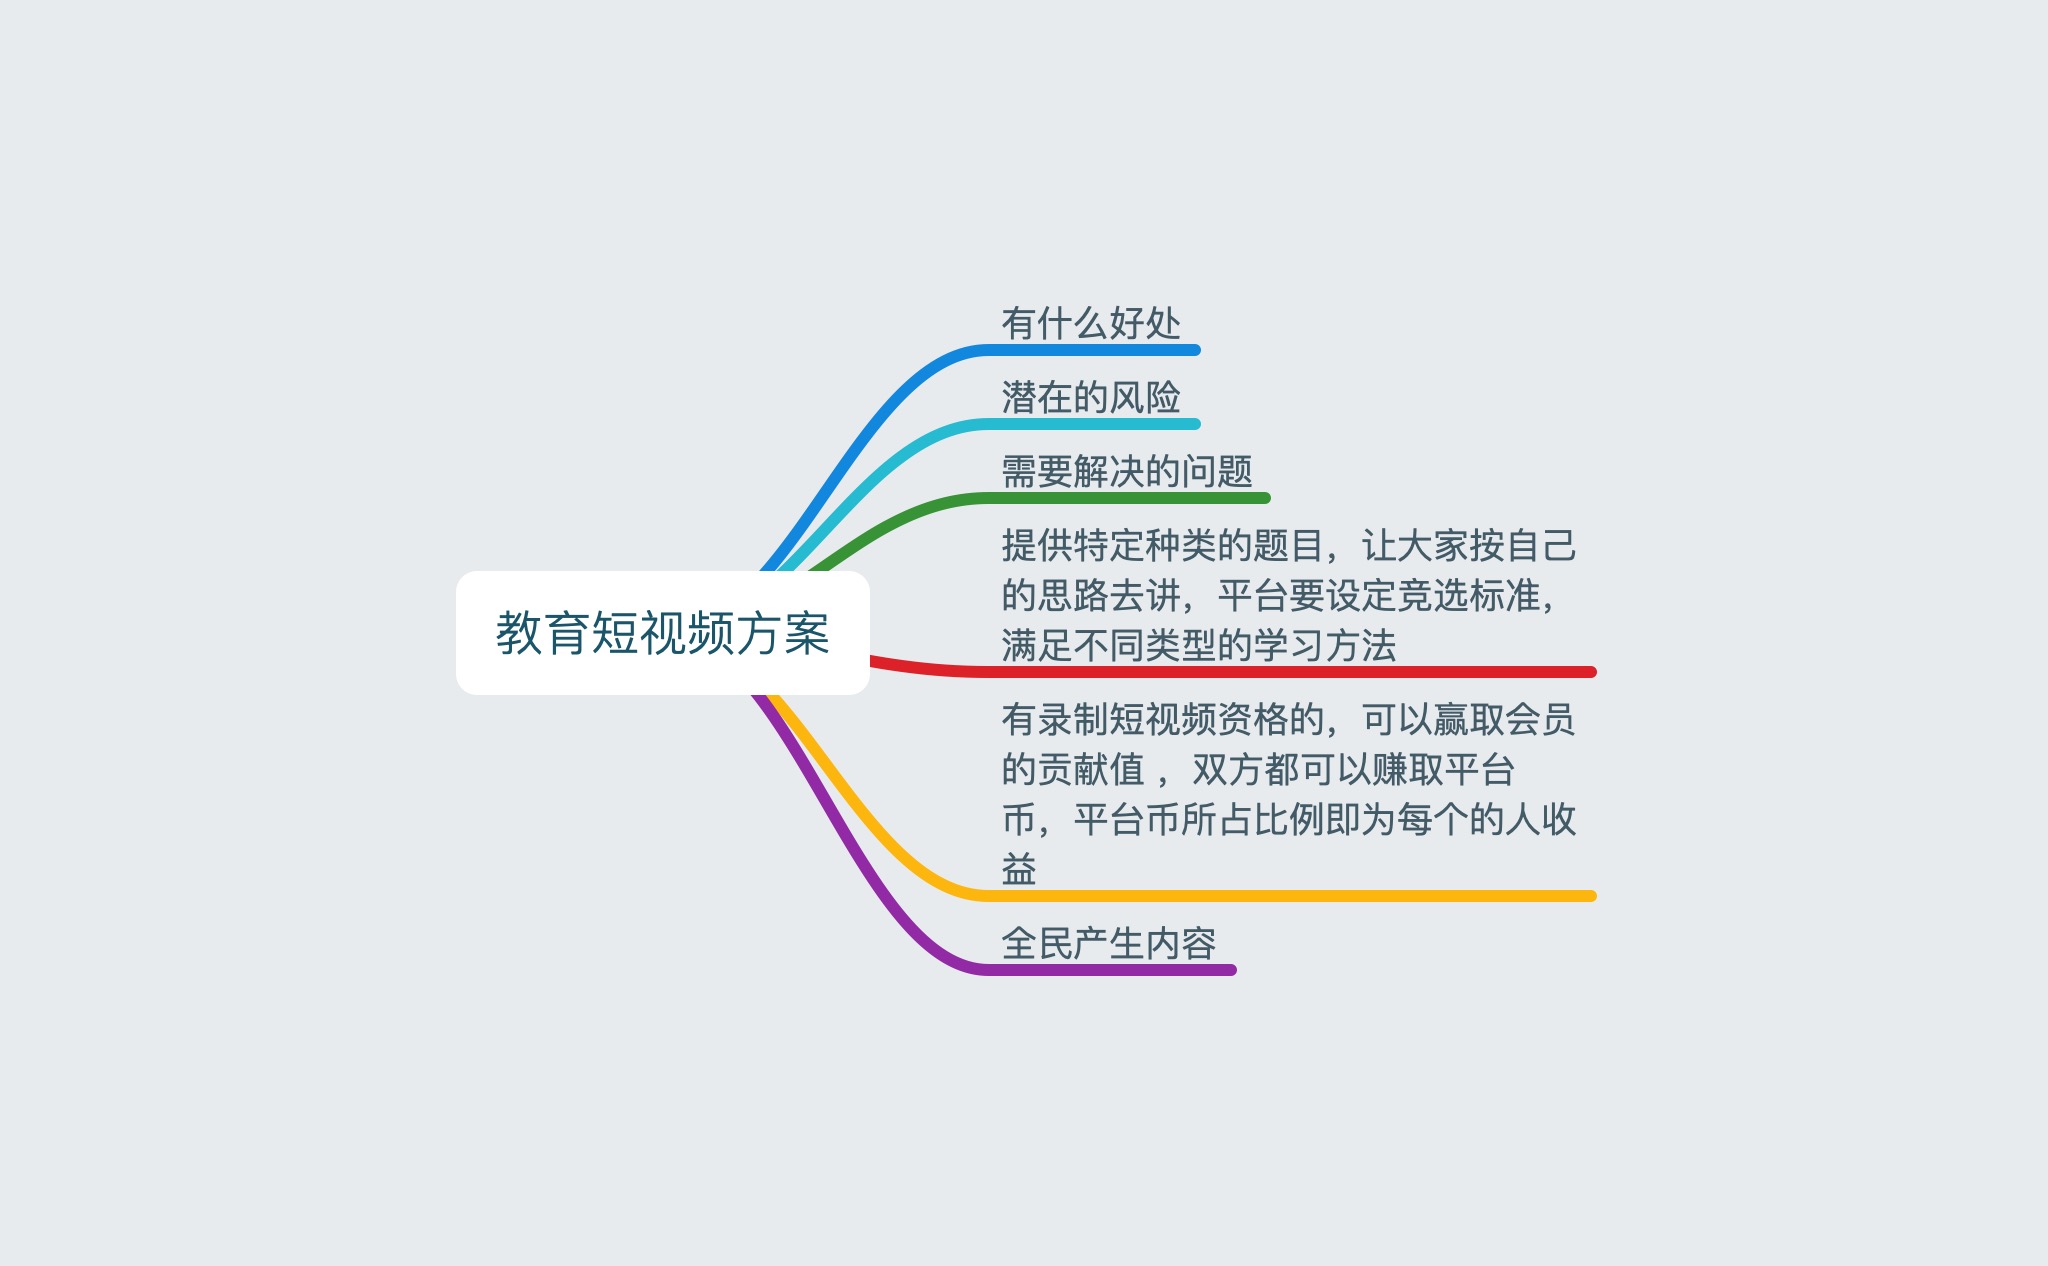 有什么好处
潜在的风险
需要解决的问题
提供特定种类的题目，让大家按自己
的思路去讲，平台要设定竞选标准，
满足不同类型的学习方法
教育短视频方案
有录制短视频资格的，可以赢取会员
的贡献值 ，双方都可以赚取平台
币，平台币所占比例即为每个的人收
益
全民产生内容